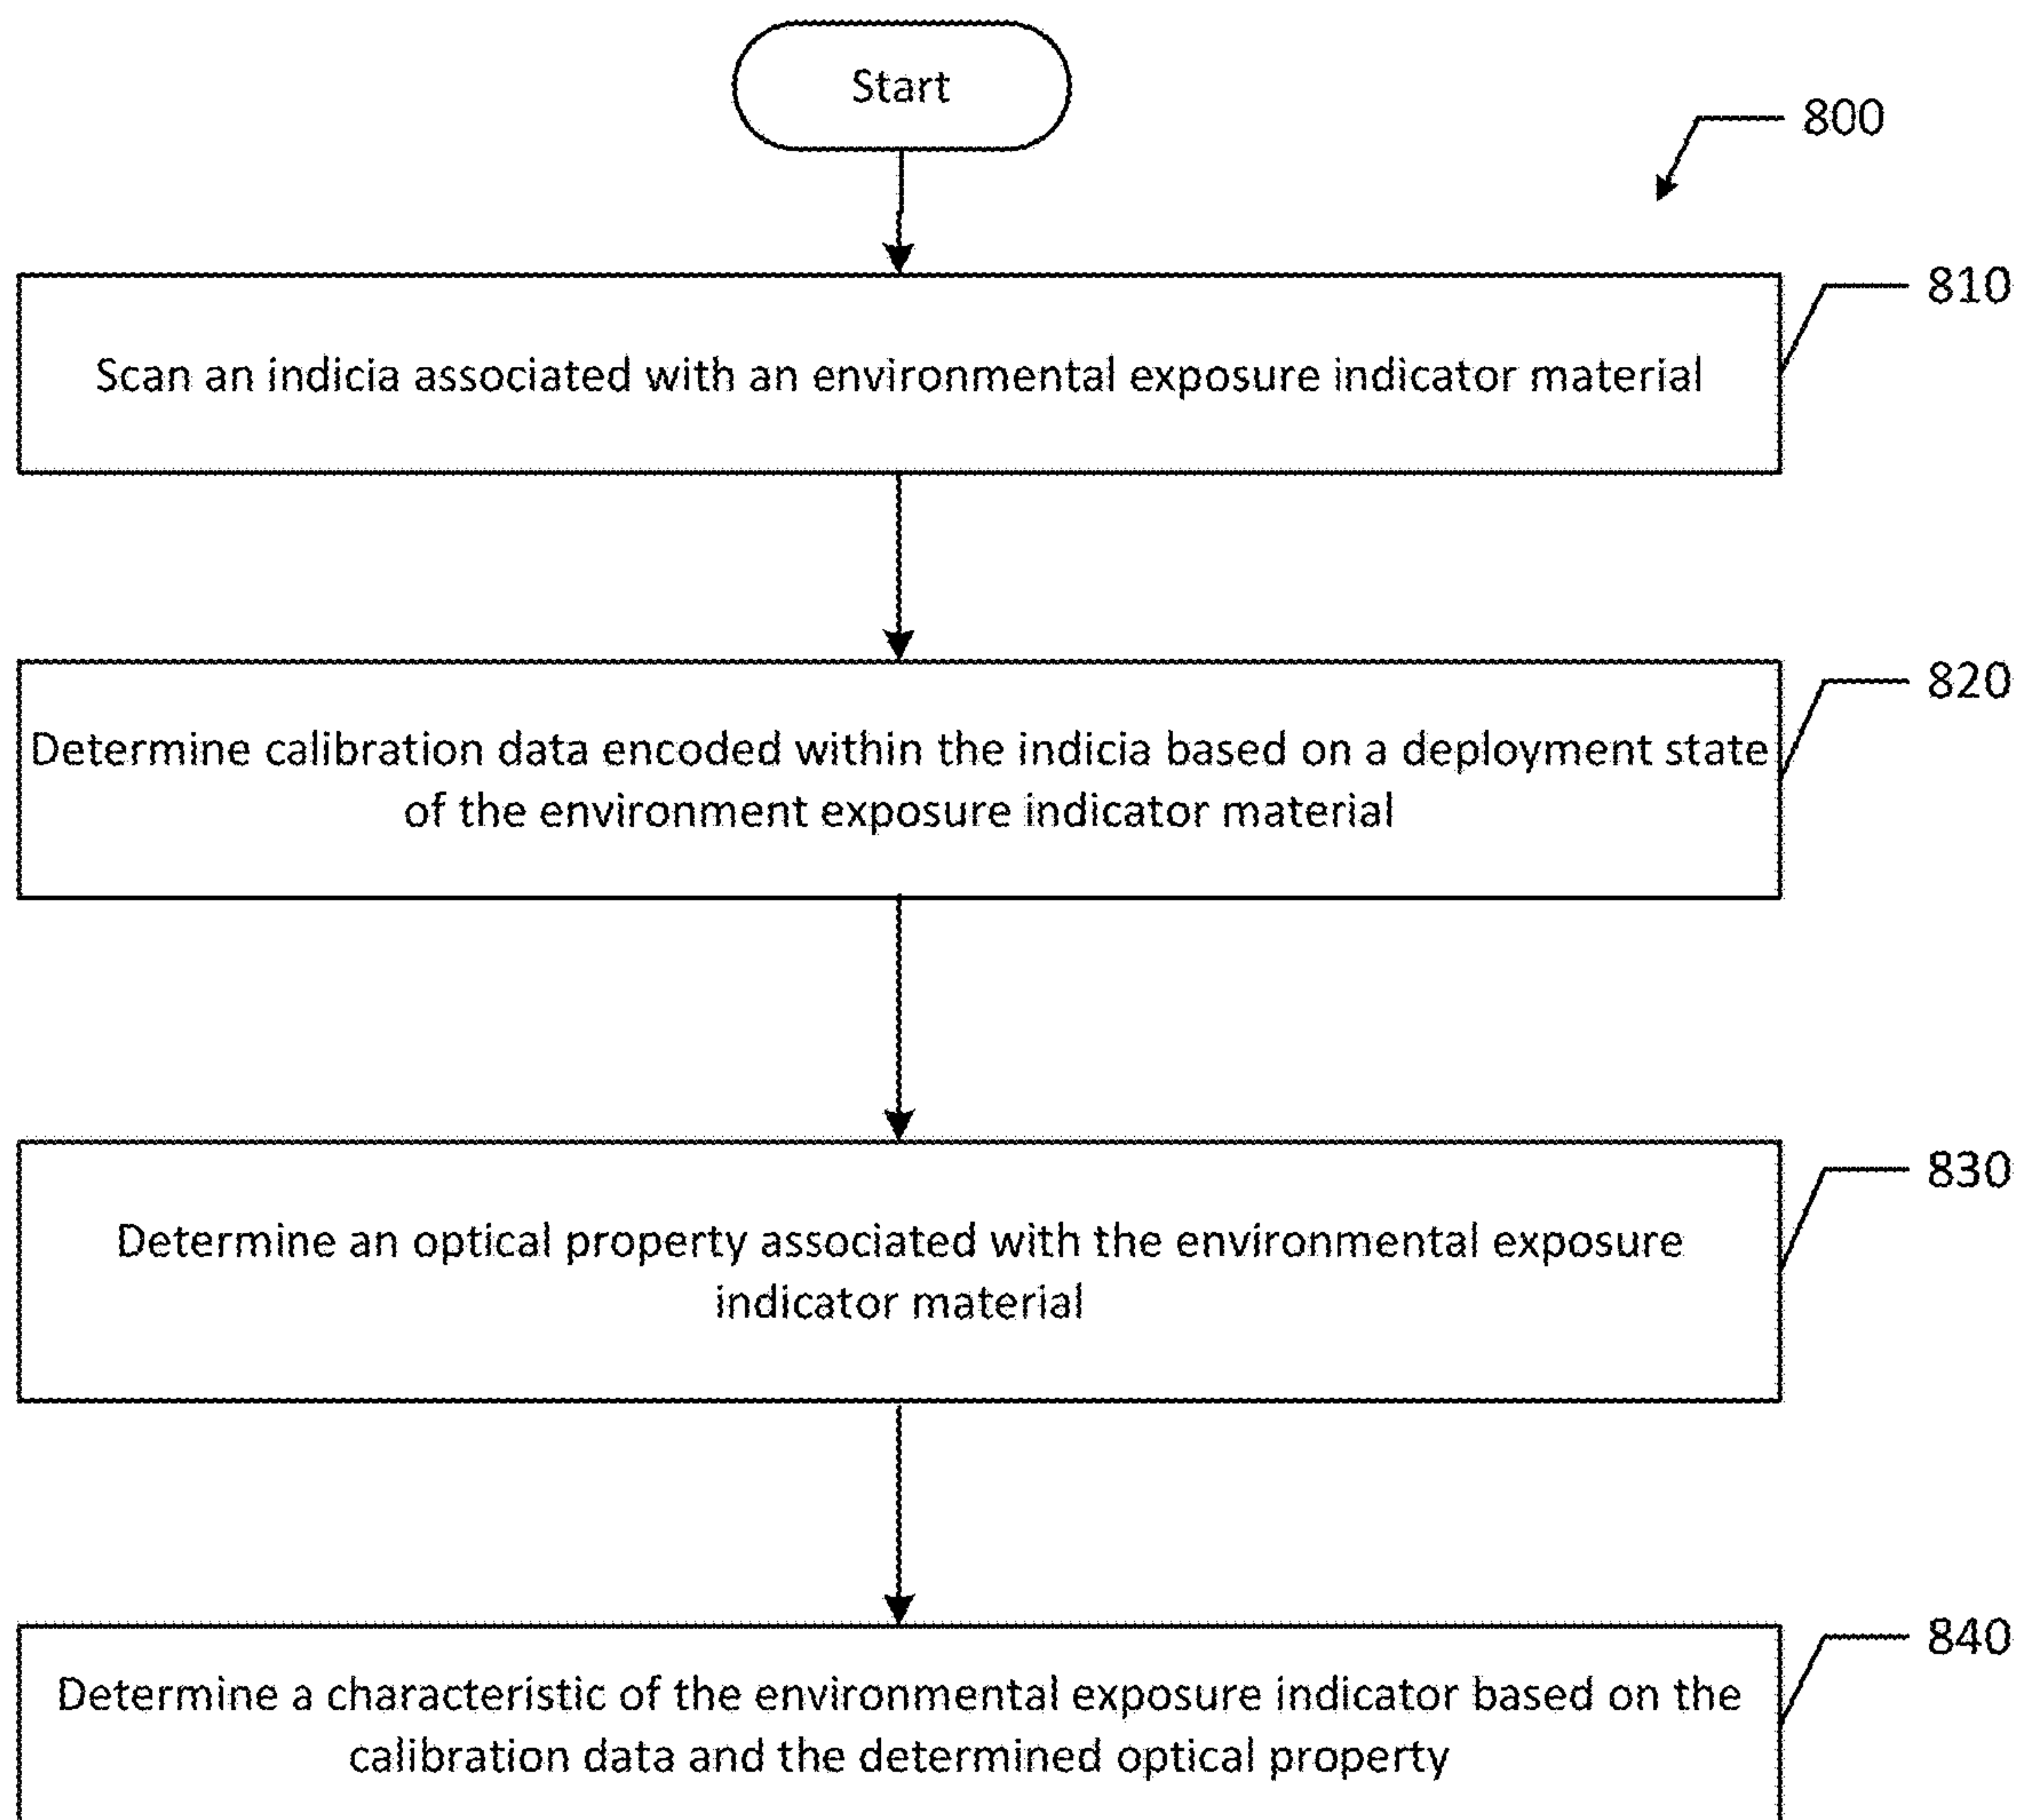 Start
800
810
Scan an indicia associated with an environmental exposure indicator material
820
Determine calibration data encoded within the indicia based on a deployment state
of the environment exposure indicator material
830
Determine an optical property associated with the environmental exposure
indicator material
840
Determine a characteristic of the environmental exposure indicator based on the
calibration data and the determined optical property